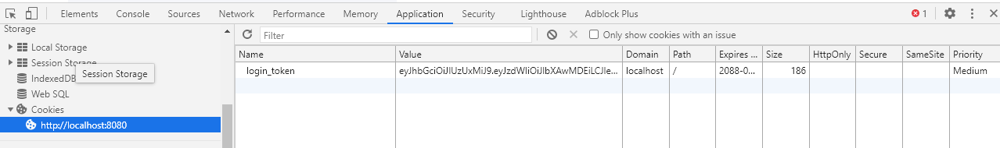 Elements Console Sources Network Performance Memory Application Security Lighthouse Adblock Plus 1
Storage
Local Storage
Session Storage
Session Storage
IndexedDB
Web SQL
Cookies
http://localhost:8080
Filter Only show cookies with an issue
Name Value Domain Path Expires ... Size HttpOnly Secure SameSite Priority
login_token eyJhbGciOiJIUzUxMiJ9.eyJzdWIiOiJlbXAwMDEiLCJle... localhost / 2088-0... 186 Medium